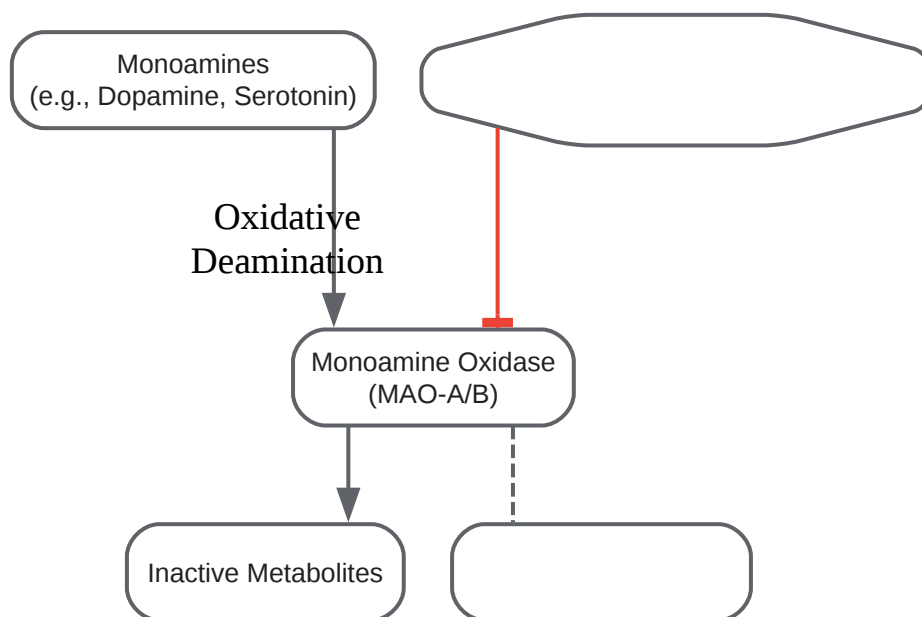 Monoamines
(e.g., Dopamine, Serotonin)
Oxidative
Deamination
Monoamine Oxidase
(MAO-A/B)
Inactive Metabolites